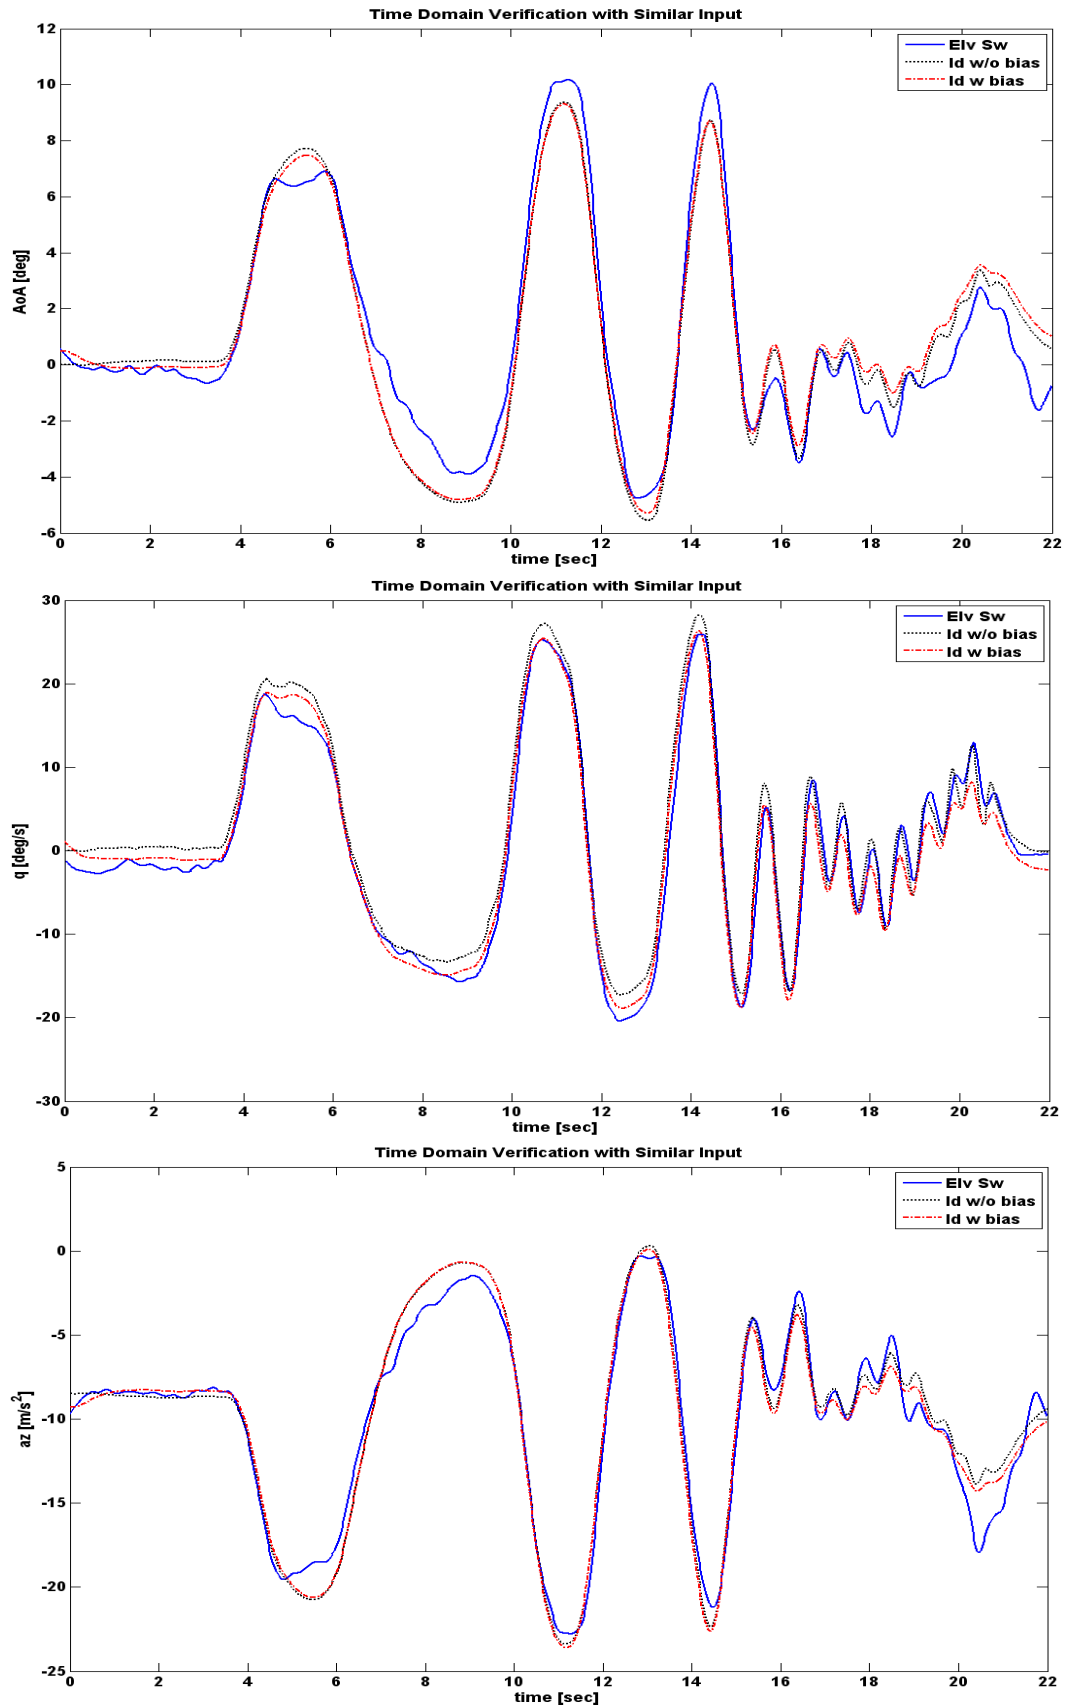 Time Domain Verification with Similar Input
12
10
8
6
4
2
0
-2
-4
-6
AoA [deg]
Elv Sw
Id w/o bias
Id w bias
0 2 4 6 8 10 12 14 16 18 20 22
time [sec]
Time Domain Verification with Similar Input
30
20
10
0
-10
-20
-30
q [deg/s]
Elv Sw
Id w/o bias
Id w bias
0 2 4 6 8 10 12 14 16 18 20 22
time [sec]
Time Domain Verification with Similar Input
5
0
-5
-10
-15
-20
-25
az [m/s²]
Elv Sw
Id w/o bias
Id w bias
0 2 4 6 8 10 12 14 16 18 20 22
time [sec]